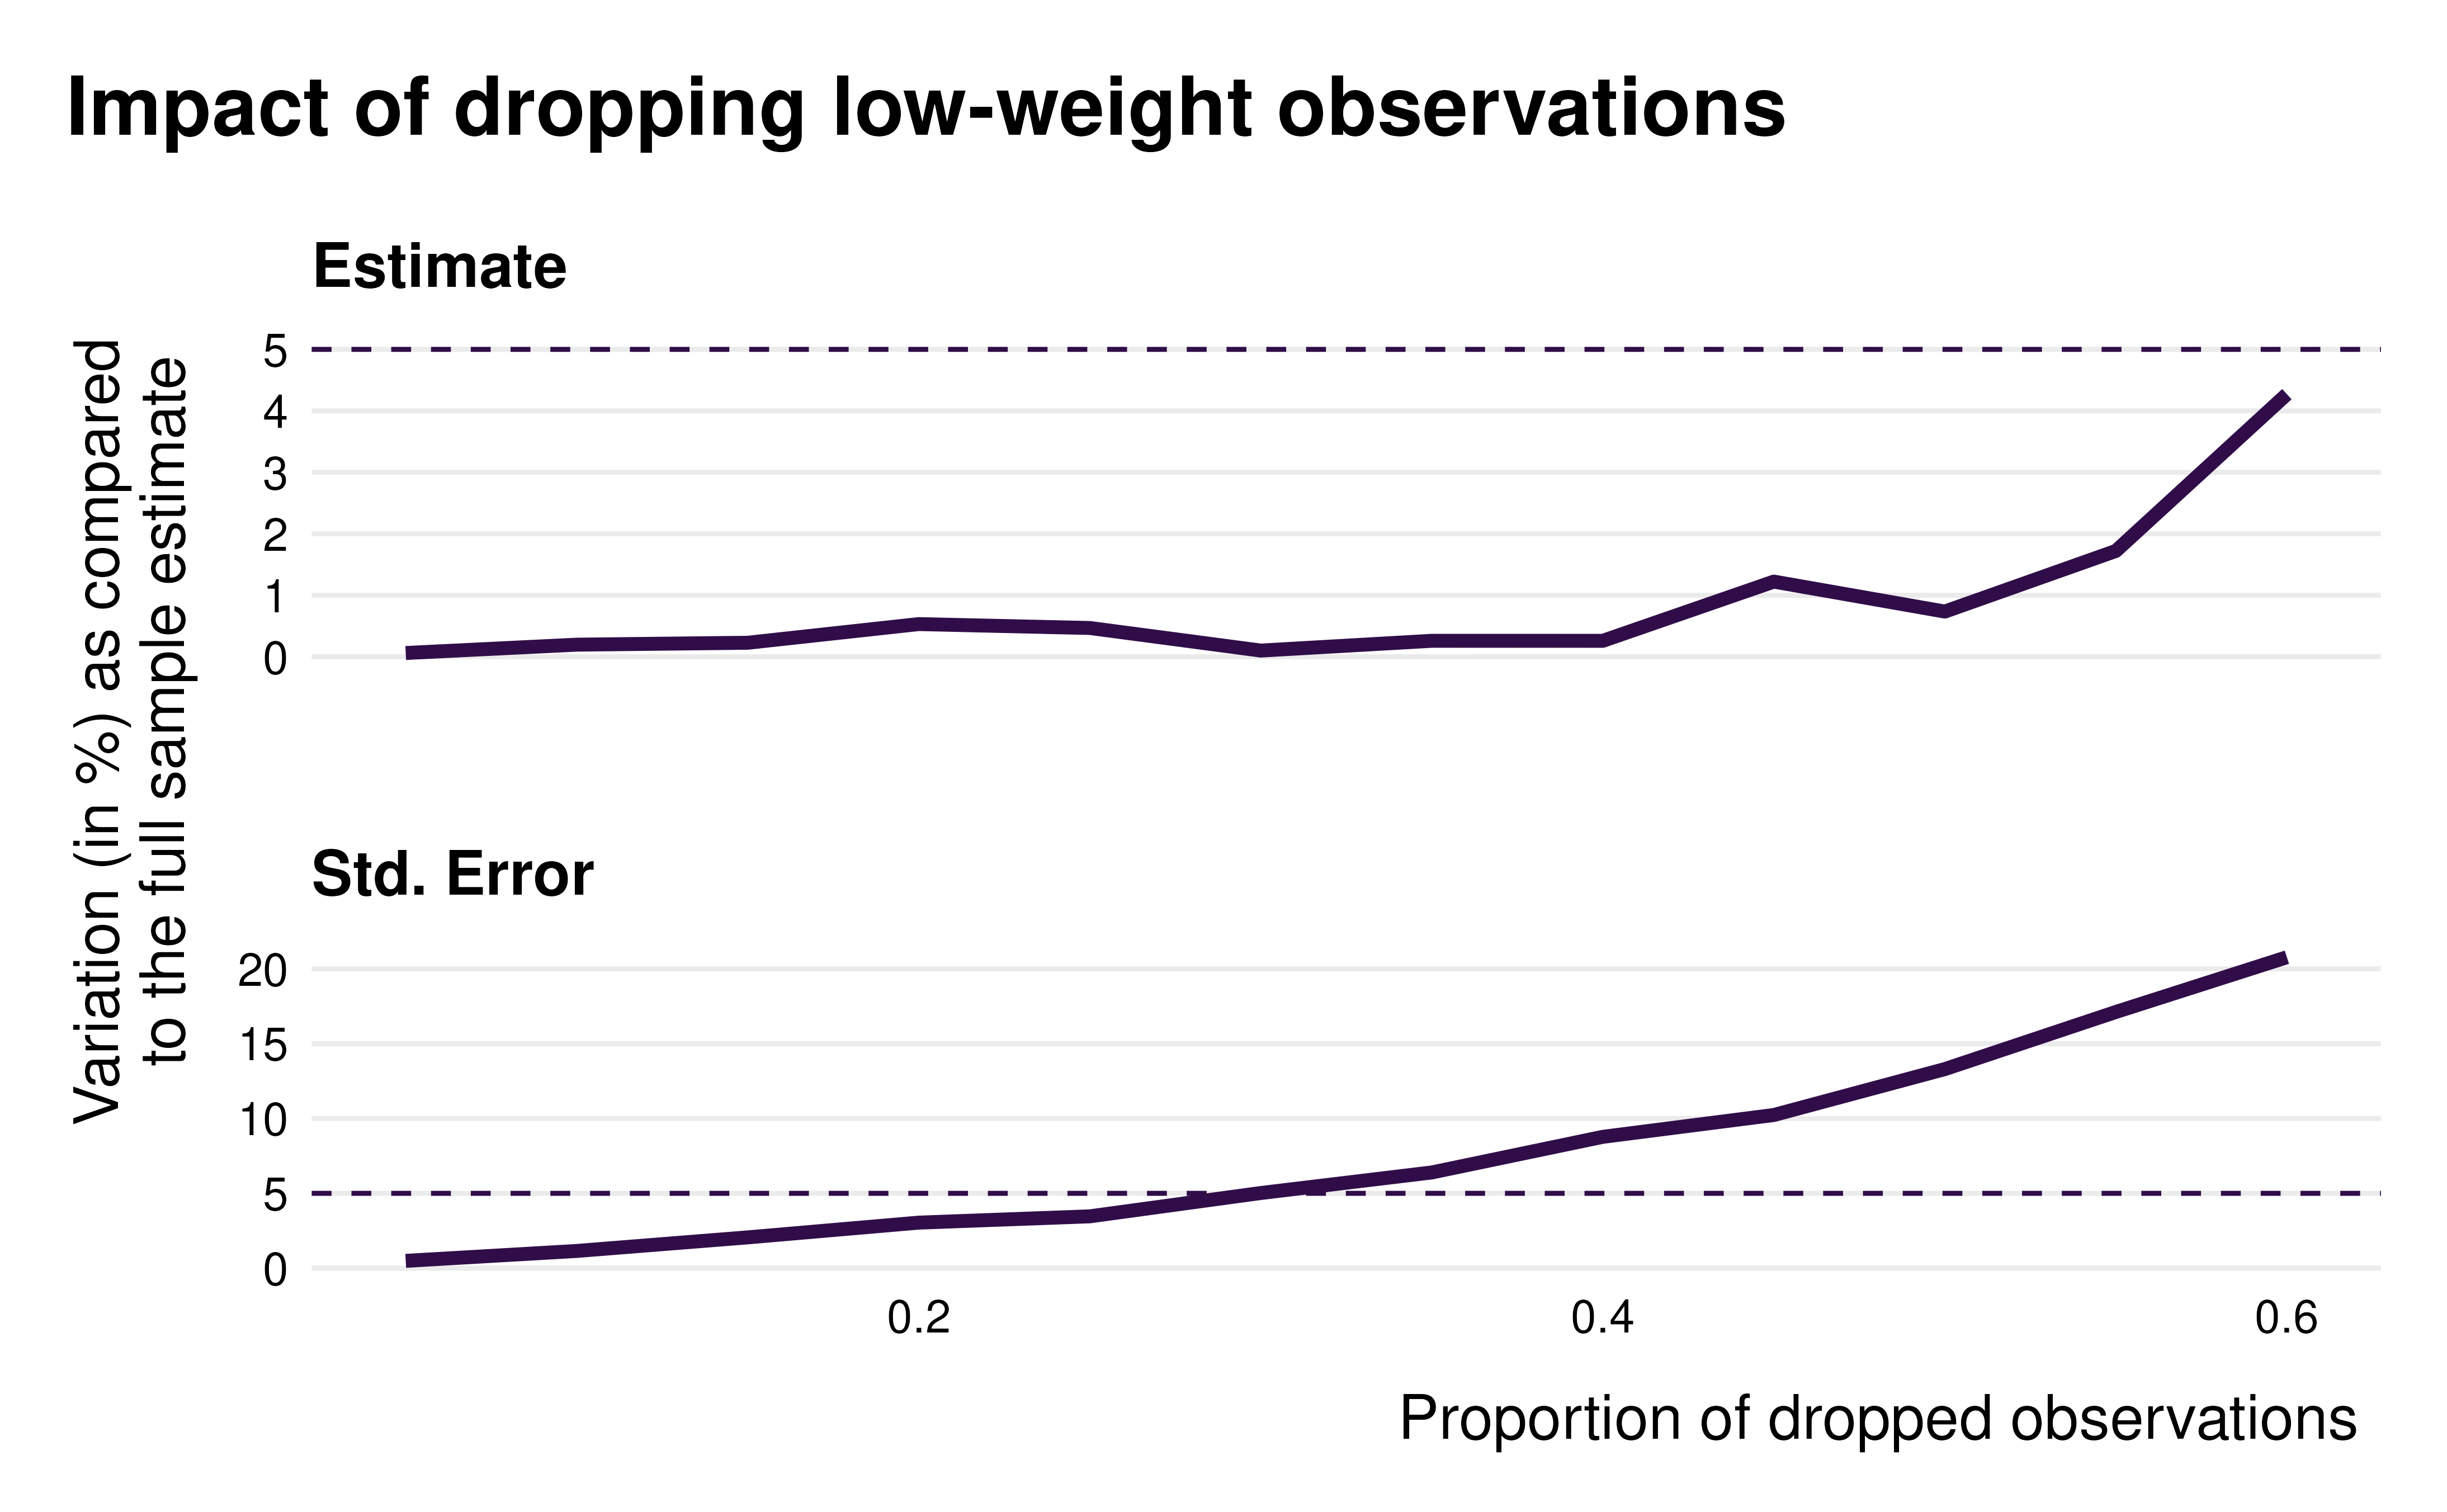 Impact of dropping low-weight observations
Variation (in %) as compared
to the full sample estimate
Estimate
5
4
3
2
1
0
Std. Error
20
15
10
5
0
0.2
0.4
0.6
Proportion of dropped observations